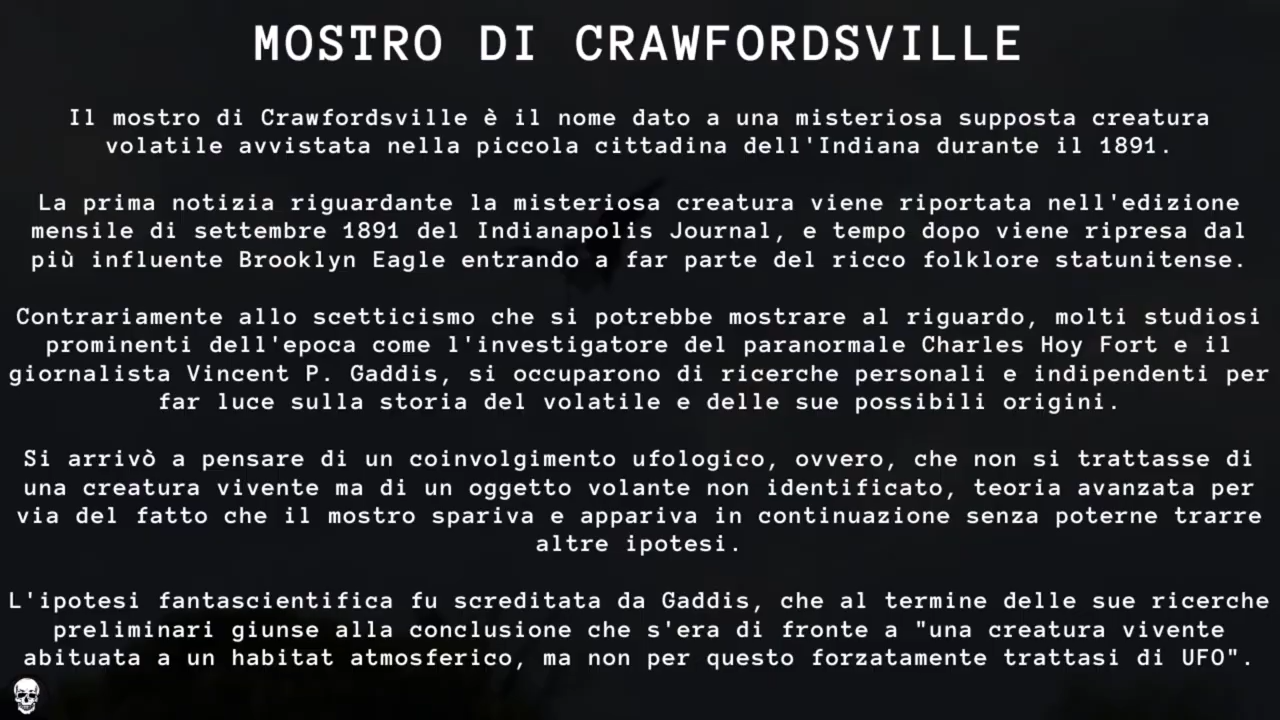 MOSTRO DI CRAWFORDSVILLE
Il mostro di Crawfordsville è il nome dato a una misteriosa supposta creatura
volatile avvistata nella piccola cittadina dell'Indiana durante il 1891.
La prima notizia riguardante la misteriosa creatura viene riportata nell'edizione
mensile di settembre 1891 del Indianapolis Journal, e tempo dopo viene ripresa dal
più influente Brooklyn Eagle entrando a far parte del ricco folklore statunitense.
Contrariamente allo scetticismo che si potrebbe mostrare al riguardo, molti studiosi
prominenti dell'epoca come l'investigatore del paranormale Charles Hoy Fort e il
giornalista Vincent P. Gaddis, si occuparono di ricerche personali e indipendenti per
far luce sulla storia del volatile e delle sue possibili origini.
Si arrivò a pensare di un coinvolgimento ufologico, ovvero, che non si trattasse di
una creatura vivente ma di un oggetto volante non identificato, teoria avanzata per
via del fatto che il mostro spariva e appariva in continuazione senza poterne trarre
altre ipotesi.
L'ipotesi fantascientifica fu screditata da Gaddis, che al termine delle sue ricerche
preliminari giunse alla conclusione che s'era di fronte a "una creatura vivente
abituata a un habitat atmosferico, ma non per questo forzatamente trattasi di UFO".